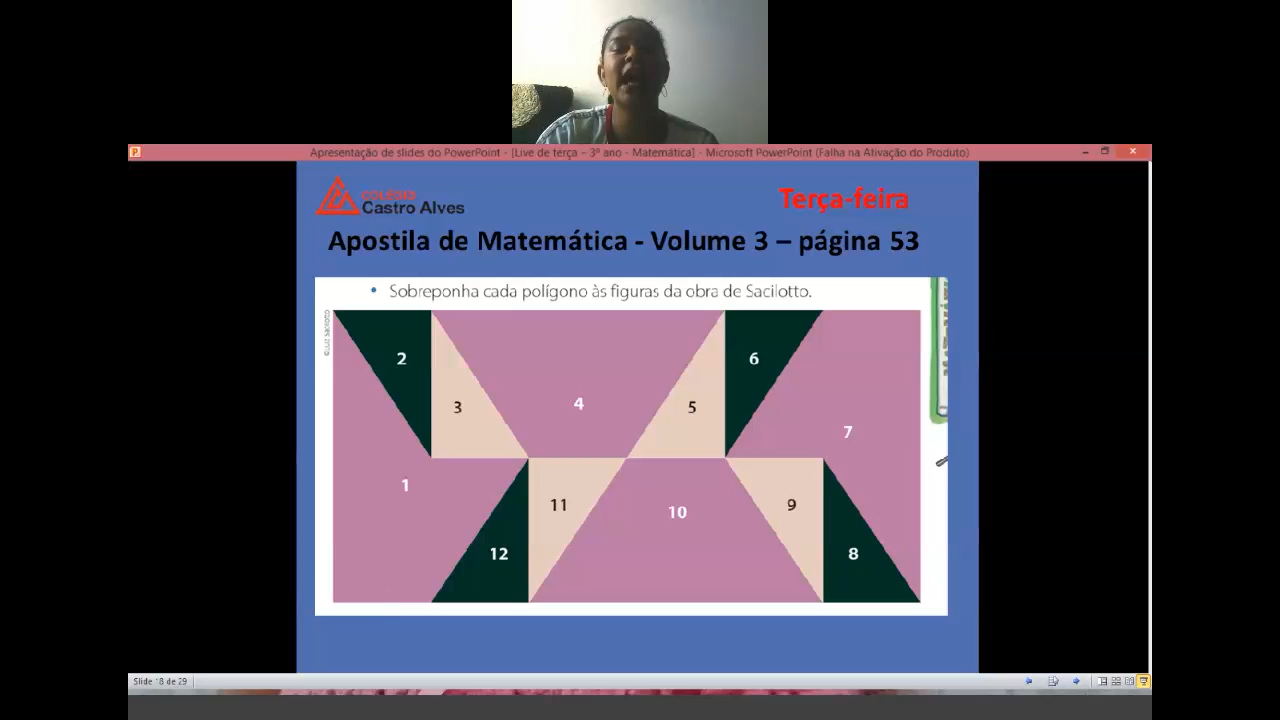 Apresentação de slides do PowerPoint - [Live de terça – 3º ano - Matemática] - Microsoft PowerPoint (Falha na Ativação do Produto)
COLÉGIO
Castro Alves
Terça-feira
Apostila de Matemática - Volume 3 – página 53
• Sobreponha cada polígono às figuras da obra de Sacilotto.
2
6
3
4
5
7
1
11
10
9
12
8
Slide 18 de 29